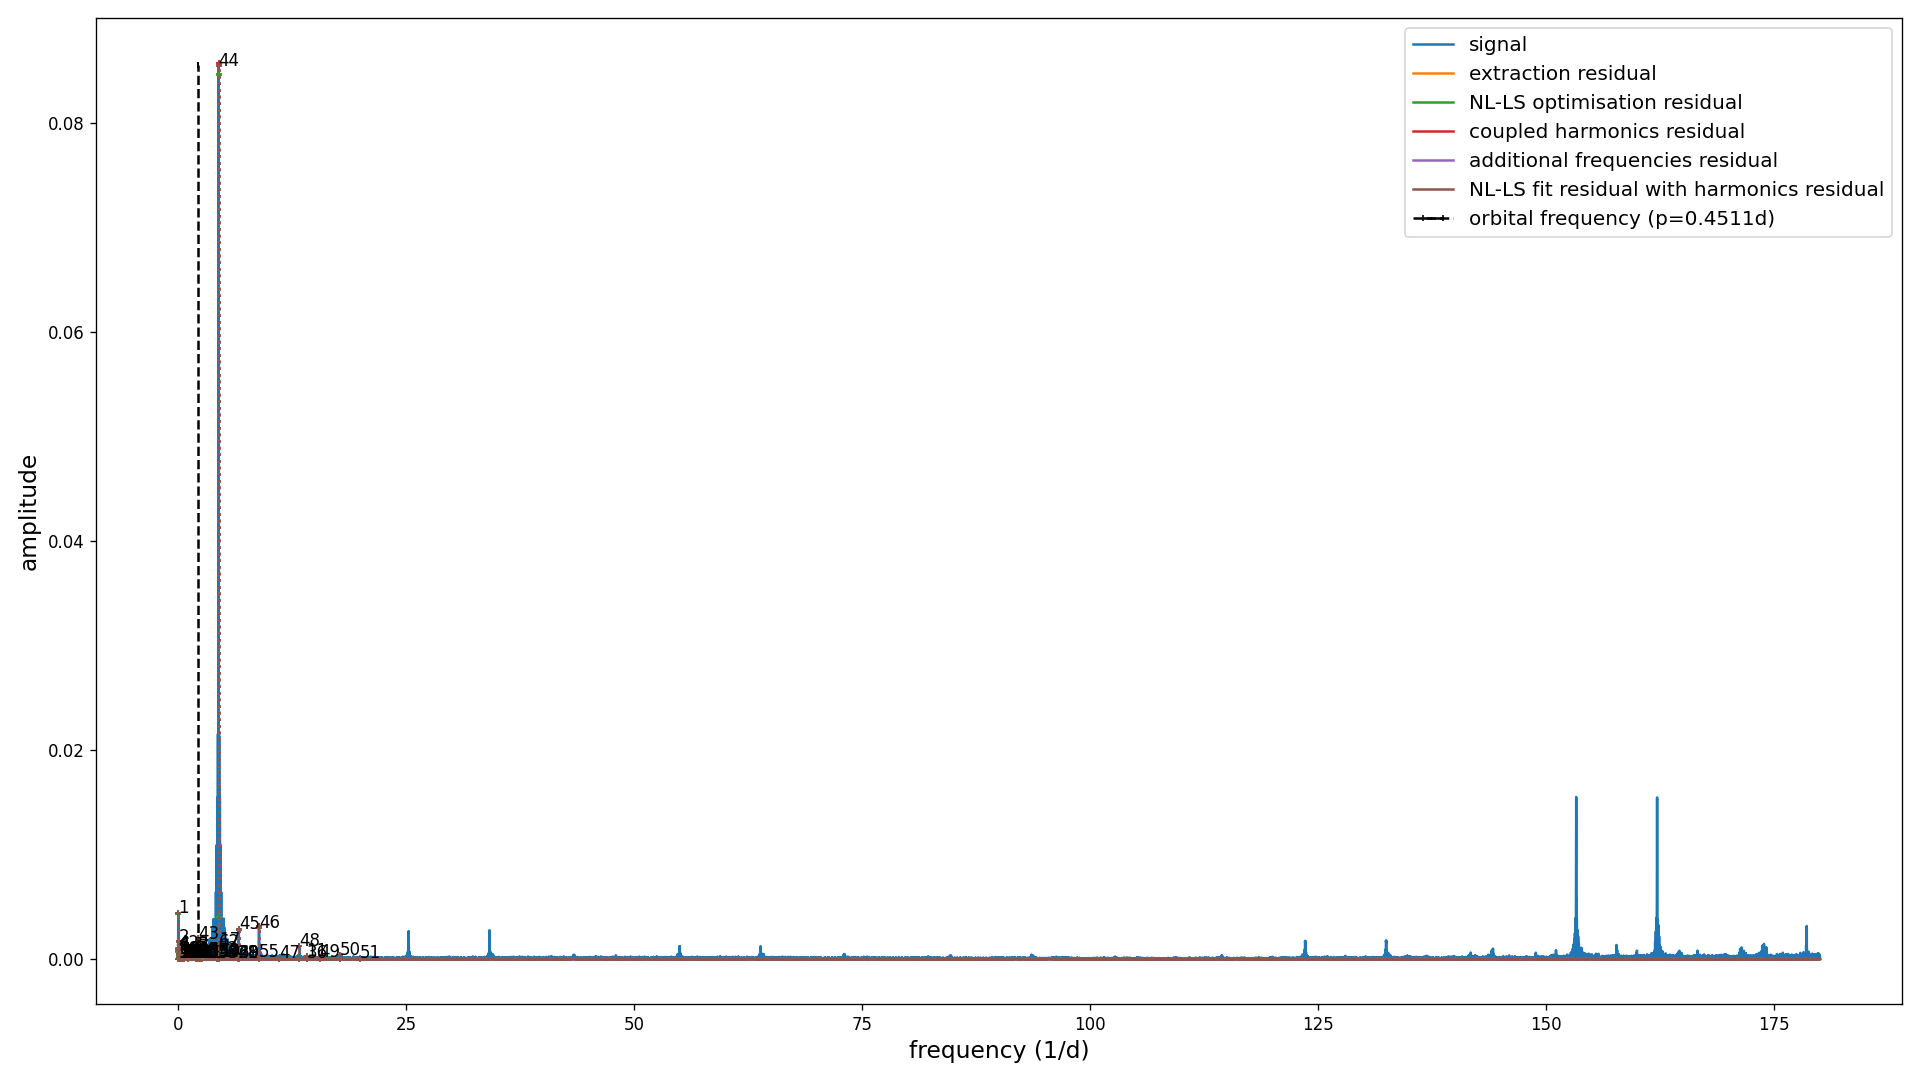 44
signal
extraction residual
NL-LS optimisation residual
coupled harmonics residual
additional frequencies residual
NL-LS fit residual with harmonics residual
orbital frequency (p=0.4511d)
0.08
0.06
0.04
0.02
0.00
amplitude
1
2
43
45
46
48
49
50
51
47
55
0
25
50
75
100
125
150
175
frequency (1/d)